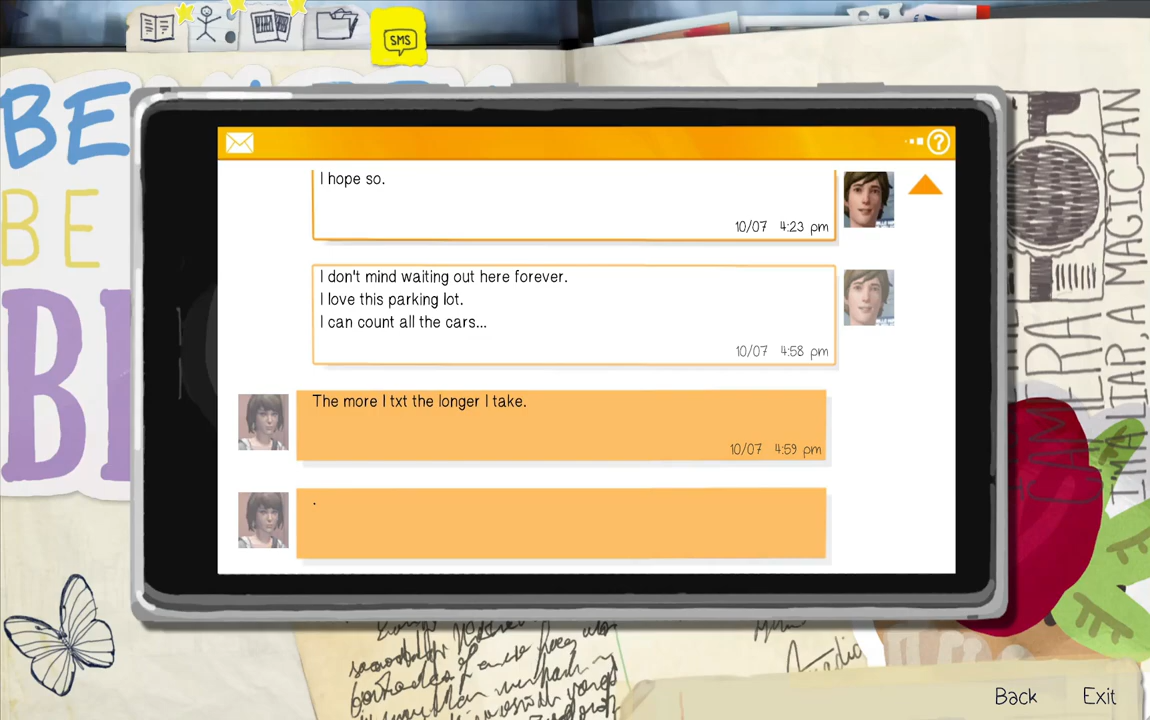 SMS
BE
BE
I hope so.
10/07 4:23 pm
I don't mind waiting out here forever.
I love this parking lot.
I can count all the cars...
10/07 4:58 pm
The more I txt the longer I take.
10/07 4:59 pm
.
CAMERA
LIAR, A MAGICIAN
Back Exit